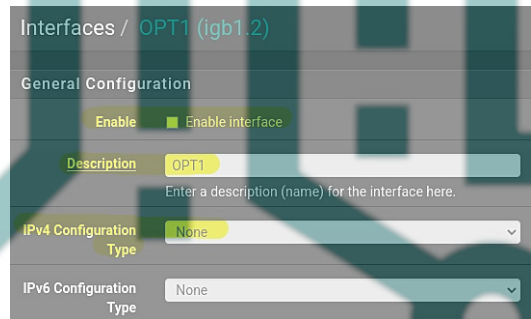 Interfaces / OPT1 (igb1.2)
General Configuration
Enable Enable interface
Description OPT1
Enter a description (name) for the interface here.
IPv4 Configuration None
Type
IPv6 Configuration None
Type